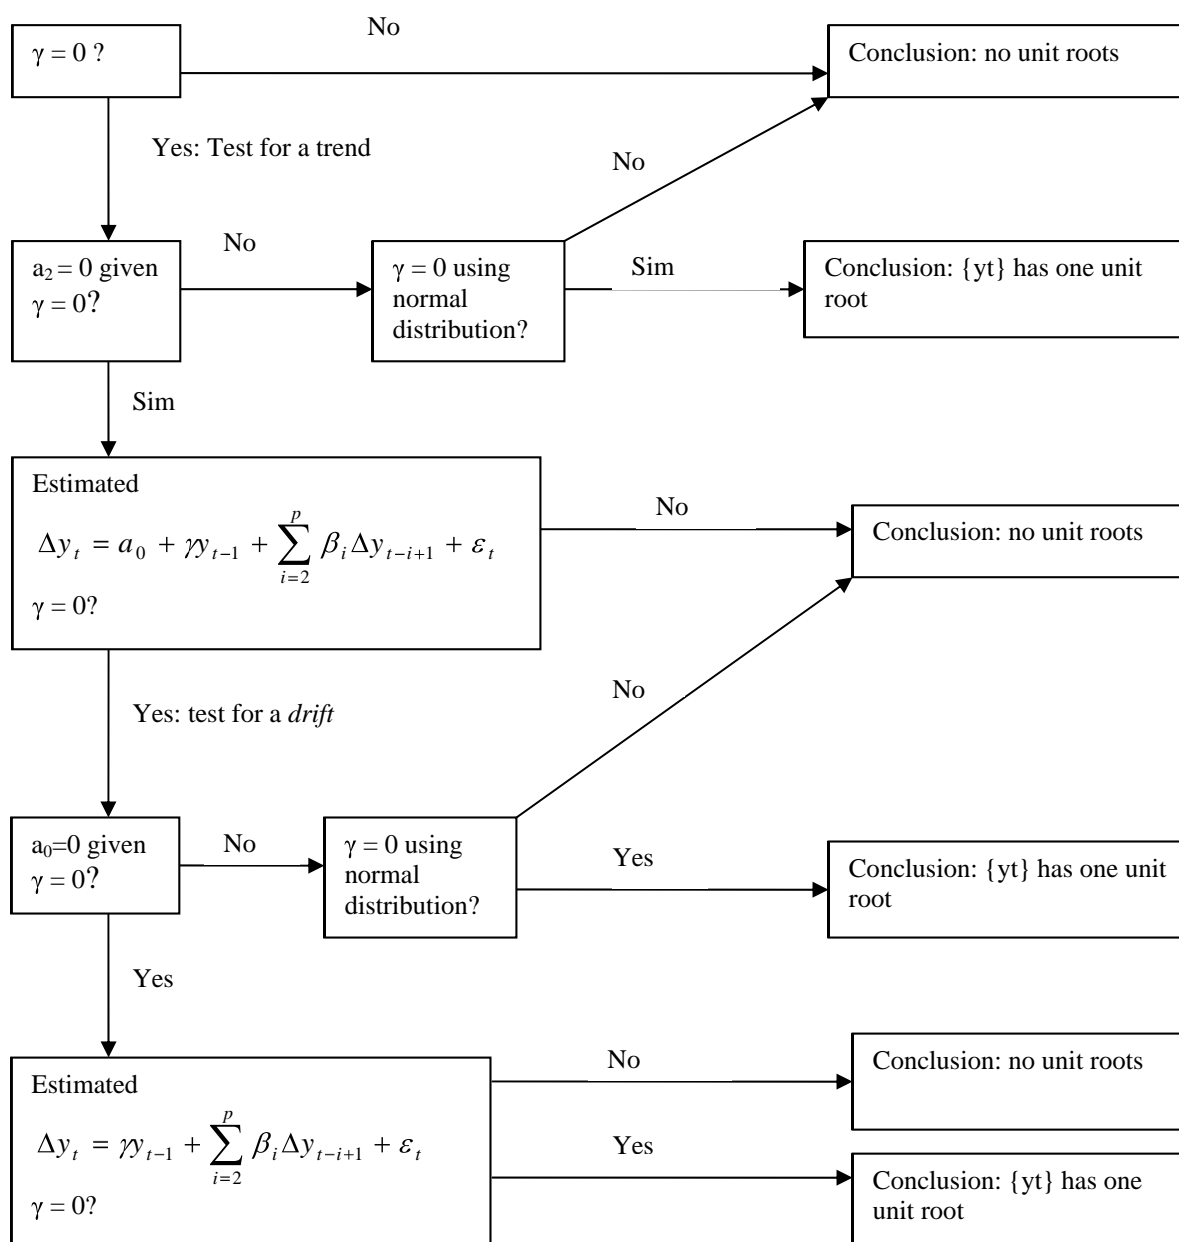 No
γ = 0 ?
Conclusion: no unit roots
Yes: Test for a trend
No
No
a₂ = 0 given
γ = 0?
γ = 0 using
normal
distribution?
Sim
Conclusion: {yt} has one unit
root
Sim
Estimated
Δy_t = a_0 + γy_{t−1} + ∑_{i=2}^{p} β_i Δy_{t−i+1} + ε_t
γ = 0?
No
Conclusion: no unit roots
No
Yes: test for a drift
a₀=0 given
γ = 0?
No
γ = 0 using
normal
distribution?
Yes
Conclusion: {yt} has one unit
root
Yes
Estimated
Δy_t = γy_{t−1} + ∑_{i=2}^{p} β_i Δy_{t−i+1} + ε_t
γ = 0?
No
Conclusion: no unit roots
Yes
Conclusion: {yt} has one
unit root